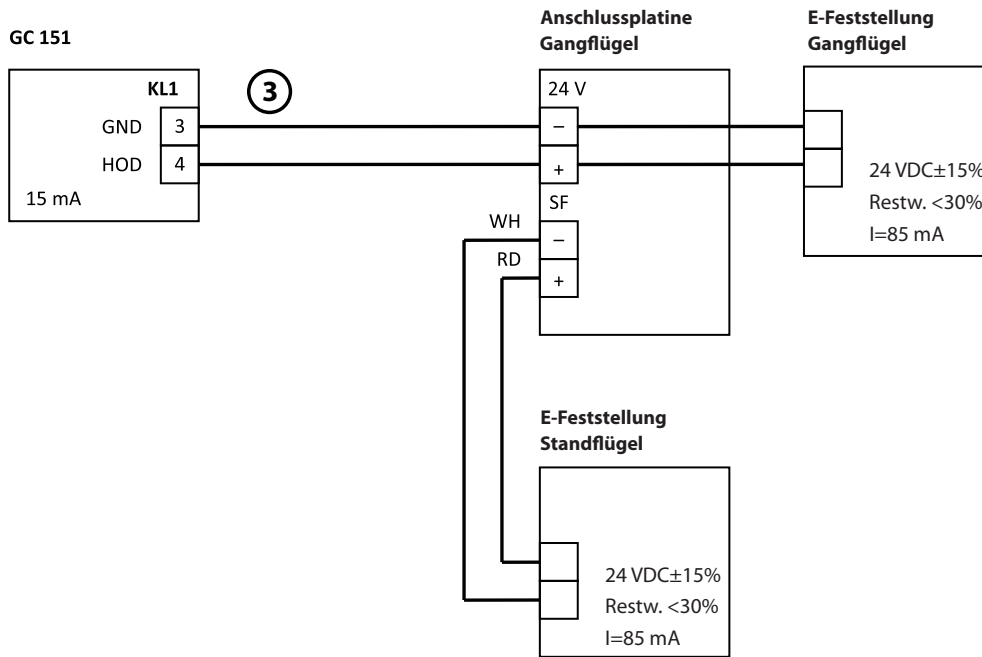 GC 151
KL1
GND 3
HOD 4
15 mA
3
Anschlussplatine
Gangflügel
24 V
–
+
SF
WH –
RD +
E-Feststellung
Gangflügel
24 VDC±15%
Restw. <30%
I=85 mA
E-Feststellung
Standflügel
24 VDC±15%
Restw. <30%
I=85 mA